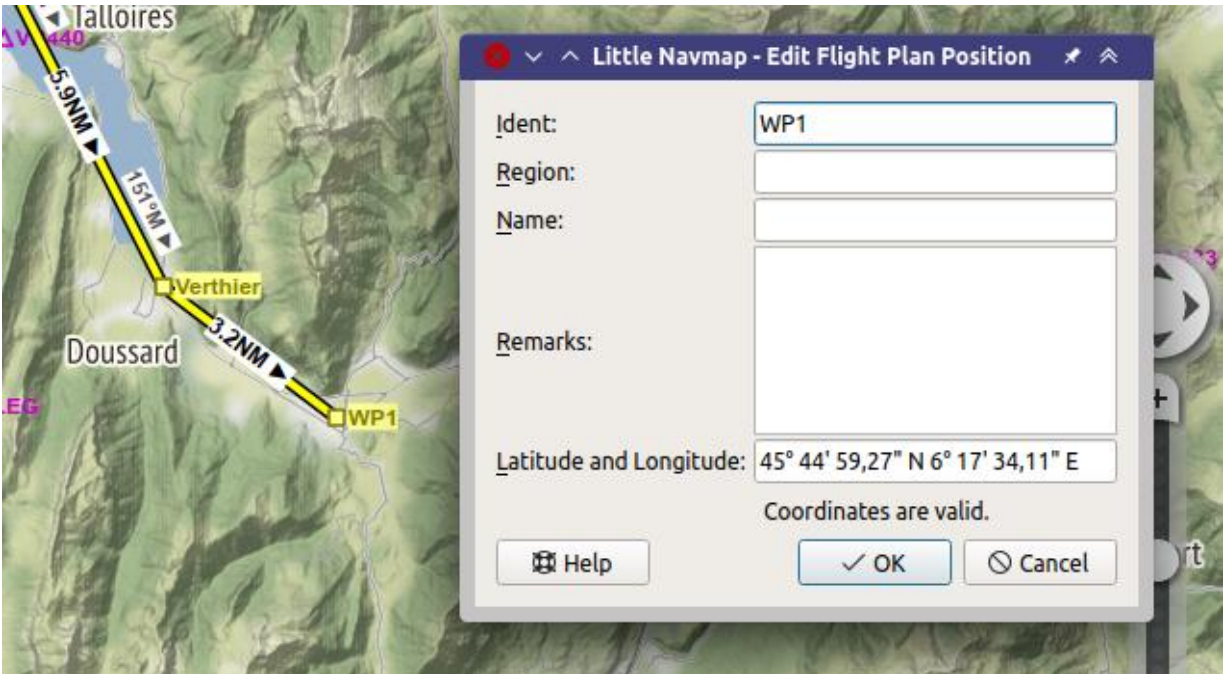 ◄ Talloires
440
5.9NM ►
151°M ►
Verthier
3.2NM ►
Doussard
WP1
Little Navmap - Edit Flight Plan Position
Ident:
WP1
Region:
Name:
Remarks:
Latitude and Longitude:
45° 44' 59,27" N 6° 17' 34,11" E
Coordinates are valid.
Help
OK
Cancel
+